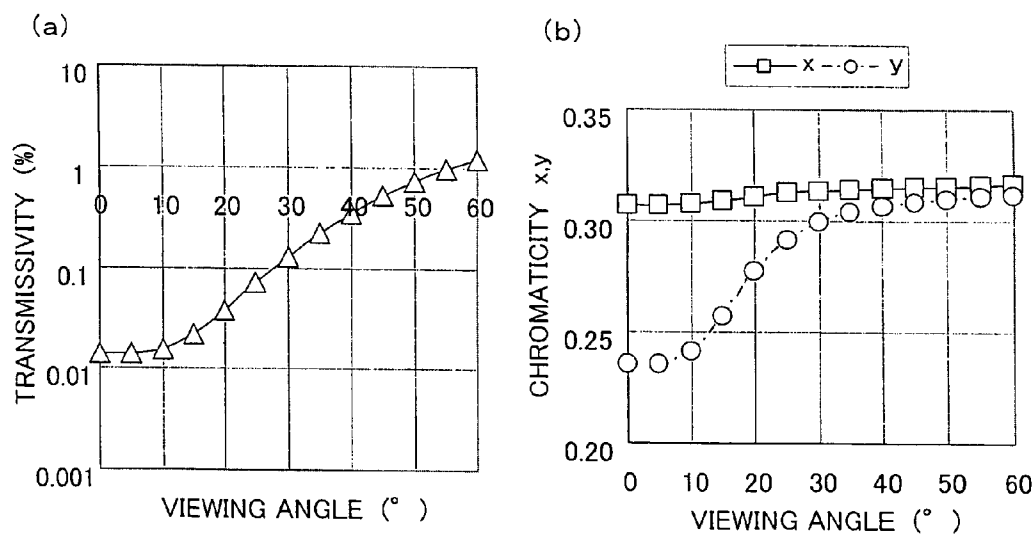 (a)
10
1
0.1
0.01
0.001
0 10 20 30 40 50 60
TRANSMISSIVITY (%)
VIEWING ANGLE (°)
(b)
x y
0.35
0.30
0.25
0.20
0 10 20 30 40 50 60
CHROMATICITY x,y
VIEWING ANGLE (°)